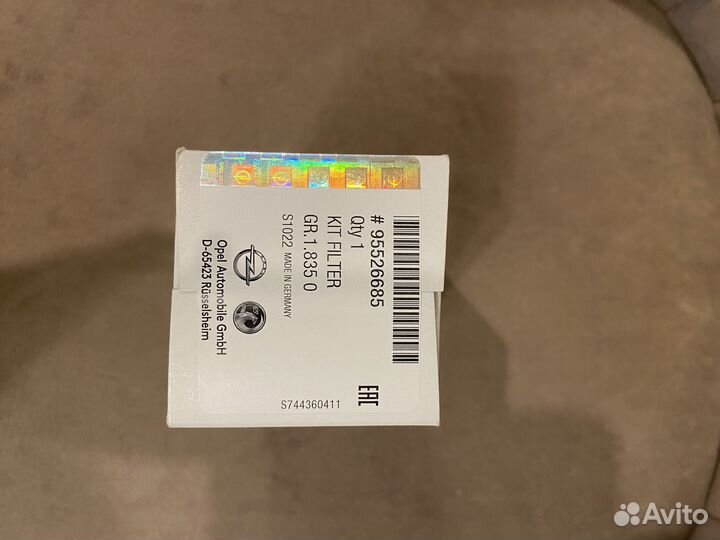 # 95526685
Qty 1
KIT FILTER
GR.1.835 0
S1022 MADE IN GERMANY
Opel Automobile GmbH
D-65423 Rüsselsheim
EAC
S744360411
Avito